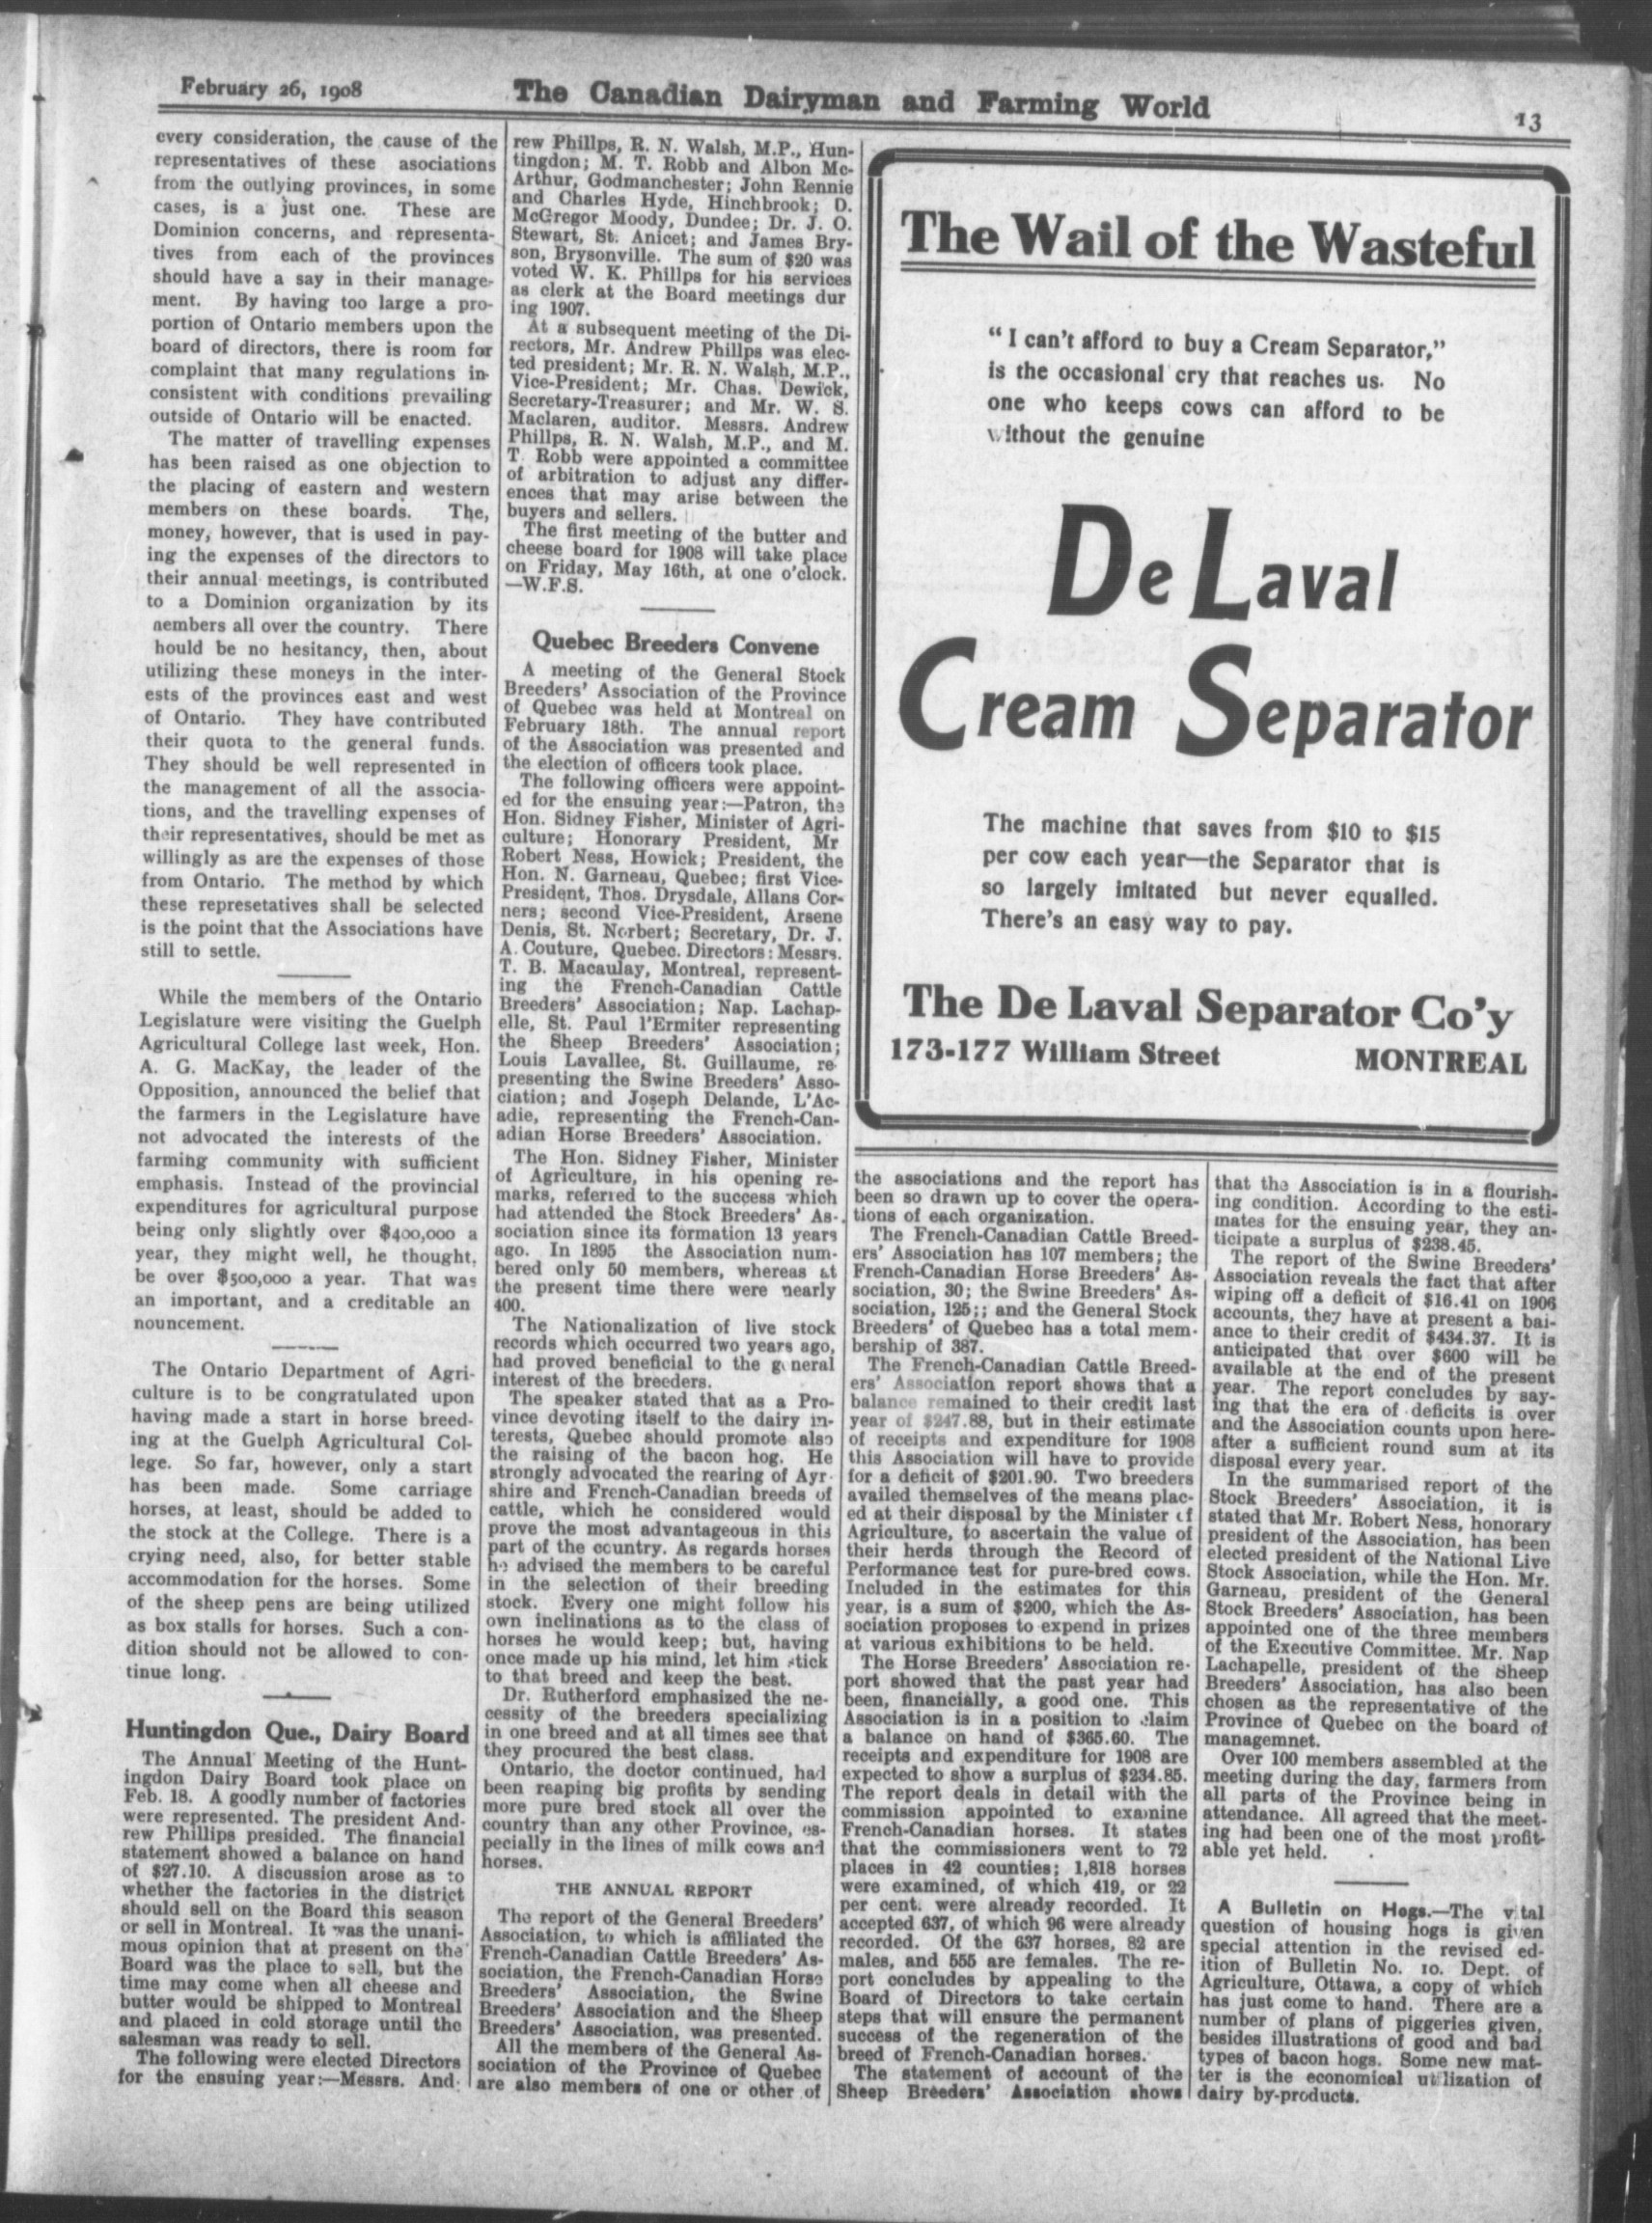 February 26, 1908
The Canadian Dairyman and Farming World
13
every consideration, the cause of the
representatives of these asociations
from the outlying provinces, in some
cases, is a just one. These are
Dominion concerns, and representa-
tives from each of the provinces
should have a say in their manage-
ment. By having too large a pro-
portion of Ontario members upon the
board of directors, there is room for
complaint that many regulations in-
consistent with conditions prevailing
outside of Ontario will be enacted.
The matter of travelling expenses
has been raised as one objection to
the placing of eastern and western
members on these boards. The,
money, however, that is used in pay-
ing the expenses of the directors to
their annual meetings, is contributed
to a Dominion organization by its
nembers all over the country. There
hould be no hesitancy, then, about
utilizing these moneys in the inter-
ests of the provinces east and west
of Ontario. They have contributed
their quota to the general funds.
They should be well represented in
the management of all the associa-
tions, and the travelling expenses of
their representatives, should be met as
willingly as are the expenses of those
from Ontario. The method by which
these represetatives shall be selected
is the point that the Associations have
still to settle.
While the members of the Ontario
Legislature were visiting the Guelph
Agricultural College last week, Hon.
A. G. MacKay, the leader of the
Opposition, announced the belief that
the farmers in the Legislature have
not advocated the interests of the
farming community with sufficient
emphasis. Instead of the provincial
expenditures for agricultural purpose
being only slightly over $400,000 a
year, they might well, he thought,
be over $500,000 a year. That was
an important, and a creditable an
nouncement.
The Ontario Department of Agri-
culture is to be congratulated upon
having made a start in horse breed-
ing at the Guelph Agricultural Col-
lege. So far, however, only a start
has been made. Some carriage
horses, at least, should be added to
the stock at the College. There is a
crying need, also, for better stable
accommodation for the horses. Some
of the sheep pens are being utilized
as box stalls for horses. Such a con-
dition should not be allowed to con-
tinue long.
Huntingdon Que., Dairy Board
The Annual Meeting of the Hunt-
ingdon Dairy Board took place on
Feb. 18. A goodly number of factories
were represented. The president And-
rew Phillips presided. The financial
statement showed a balance on hand
of $27.10. A discussion arose as to
whether the factories in the district
should sell on the Board this season
or sell in Montreal. It was the unani-
mous opinion that at present on the
Board was the place to sell, but the
time may come when all cheese and
butter would be shipped to Montreal
and placed in cold storage until the
salesman was ready to sell.
The following were elected Directors
for the ensuing year:—Messrs. And-
rew Phillps, R. N. Walsh, M.P., Hun-
tingdon; M. T. Robb and Albon Mc-
Arthur, Godmanchester; John Rennie
and Charles Hyde, Hinchbrook; D.
McGregor Moody, Dundee; Dr. J. O.
Stewart, St. Anicet; and James Bry-
son, Brysonville. The sum of $20 was
voted W. K. Phillps for his services
as clerk at the Board meetings dur
ing 1907.
At a subsequent meeting of the Di-
rectors, Mr. Andrew Phillps was elec-
ted president; Mr. R. N. Walsh, M.P.,
Vice-President; Mr. Chas. Dewick,
Secretary-Treasurer; and Mr. W. S.
Maclaren, auditor. Messrs. Andrew
Phillps, R. N. Walsh, M.P., and M.
T. Robb were appointed a committee
of arbitration to adjust any differ-
ences that may arise between the
buyers and sellers.
The first meeting of the butter and
cheese board for 1908 will take place
on Friday, May 16th, at one o'clock.
—W.F.S.
Quebec Breeders Convene
A meeting of the General Stock
Breeders' Association of the Province
of Quebec was held at Montreal on
February 18th. The annual report
of the Association was presented and
the election of officers took place.
The following officers were appoint-
ed for the ensuing year:—Patron, the
Hon. Sidney Fisher, Minister of Agri-
culture; Honorary President, Mr
Robert Ness, Howick; President, the
Hon. N. Garneau, Quebec; first Vice-
President, Thos. Drysdale, Allans Cor-
ners; second Vice-President, Arsene
Denis, St. Norbert; Secretary, Dr. J.
A. Couture, Quebec. Directors: Messrs.
T. B. Macaulay, Montreal, represent-
ing the French-Canadian Cattle
Breeders' Association; Nap. Lachap-
elle, St. Paul l'Ermiter representing
the Sheep Breeders' Association;
Louis Lavallee, St. Guillaume, re-
presenting the Swine Breeders' Asso-
ciation; and Joseph Delande, L'Ac-
adie, representing the French-Can-
adian Horse Breeders' Association.
The Hon. Sidney Fisher, Minister
of Agriculture, in his opening re-
marks, referred to the success which
had attended the Stock Breeders' As-
sociation since its formation 13 years
ago. In 1895 the Association num-
bered only 50 members, whereas at
the present time there were nearly
400.
The Nationalization of live stock
records which occurred two years ago,
had proved beneficial to the general
interest of the breeders.
The speaker stated that as a Pro-
vince devoting itself to the dairy in-
terests, Quebec should promote also
the raising of the bacon hog. He
strongly advocated the rearing of Ayr-
shire and French-Canadian breeds of
cattle, which he considered would
prove the most advantageous in this
part of the country. As regards horses
he advised the members to be careful
in the selection of their breeding
stock. Every one might follow his
own inclinations as to the class of
horses he would keep; but, having
once made up his mind, let him stick
to that breed and keep the best.
Dr. Rutherford emphasized the ne-
cessity of the breeders specializing
in one breed and at all times see that
they procured the best class.
Ontario, the doctor continued, had
been reaping big profits by sending
more pure bred stock all over the
country than any other Province, es-
pecially in the lines of milk cows and
horses.
THE ANNUAL REPORT
The report of the General Breeders'
Association, to which is affiliated the
French-Canadian Cattle Breeders' As-
sociation, the French-Canadian Horse
Breeders' Association, the Swine
Breeders' Association and the Sheep
Breeders' Association, was presented.
All the members of the General As-
sociation of the Province of Quebec
are also members of one or other of
The Wail of the Wasteful
"I can't afford to buy a Cream Separator,"
is the occasional cry that reaches us. No
one who keeps cows can afford to be
without the genuine
De Laval
Cream Separator
The machine that saves from $10 to $15
per cow each year—the Separator that is
so largely imitated but never equalled.
There's an easy way to pay.
The De Laval Separator Co'y
173-177 William Street MONTREAL
the associations and the report has
been so drawn up to cover the opera-
tions of each organization.
The French-Canadian Cattle Breed-
ers' Association has 107 members; the
French-Canadian Horse Breeders' As-
sociation, 30; the Swine Breeders' As-
sociation, 125;; and the General Stock
Breeders' of Quebec has a total mem-
bership of 387.
The French-Canadian Cattle Breed-
ers' Association report shows that a
balance remained to their credit last
year of $247.88, but in their estimate
of receipts and expenditure for 1908
this Association will have to provide
for a deficit of $201.90. Two breeders
availed themselves of the means plac-
ed at their disposal by the Minister of
Agriculture, to ascertain the value of
their herds through the Record of
Performance test for pure-bred cows.
Included in the estimates for this
year, is a sum of $200, which the As-
sociation proposes to expend in prizes
at various exhibitions to be held.
The Horse Breeders' Association re-
port showed that the past year had
been, financially, a good one. This
Association is in a position to claim
a balance on hand of $365.60. The
receipts and expenditure for 1908 are
expected to show a surplus of $234.85.
The report deals in detail with the
commission appointed to examine
French-Canadian horses. It states
that the commissioners went to 72
places in 42 counties; 1,818 horses
were examined, of which 419, or 22
per cent. were already recorded. It
accepted 637, of which 96 were already
recorded. Of the 637 horses, 82 are
males, and 555 are females. The re-
port concludes by appealing to the
Board of Directors to take certain
steps that will ensure the permanent
success of the regeneration of the
breed of French-Canadian horses.
The statement of account of the
Sheep Breeders' Association shows
that the Association is in a flourish-
ing condition. According to the esti-
mates for the ensuing year, they an-
ticipate a surplus of $238.45.
The report of the Swine Breeders'
Association reveals the fact that after
wiping off a deficit of $16.41 on 1906
accounts, they have at present a bal-
ance to their credit of $434.37. It is
anticipated that over $600 will be
available at the end of the present
year. The report concludes by say-
ing that the era of deficits is over
and the Association counts upon here-
after a sufficient round sum at its
disposal every year.
In the summarised report of the
Stock Breeders' Association, it is
stated that Mr. Robert Ness, honorary
president of the Association, has been
elected president of the National Live
Stock Association, while the Hon. Mr.
Garneau, president of the General
Stock Breeders' Association, has been
appointed one of the three members
of the Executive Committee. Mr. Nap
Lachapelle, president of the Sheep
Breeders' Association, has also been
chosen as the representative of the
Province of Quebec on the board of
managemnet.
Over 100 members assembled at the
meeting during the day, farmers from
all parts of the Province being in
attendance. All agreed that the meet-
ing had been one of the most profit-
able yet held.
A Bulletin on Hogs.—The vital
question of housing hogs is given
special attention in the revised ed-
ition of Bulletin No. 10. Dept. of
Agriculture, Ottawa, a copy of which
has just come to hand. There are a
number of plans of piggeries given,
besides illustrations of good and bad
types of bacon hogs. Some new mat-
ter is the economical utilization of
dairy by-products.